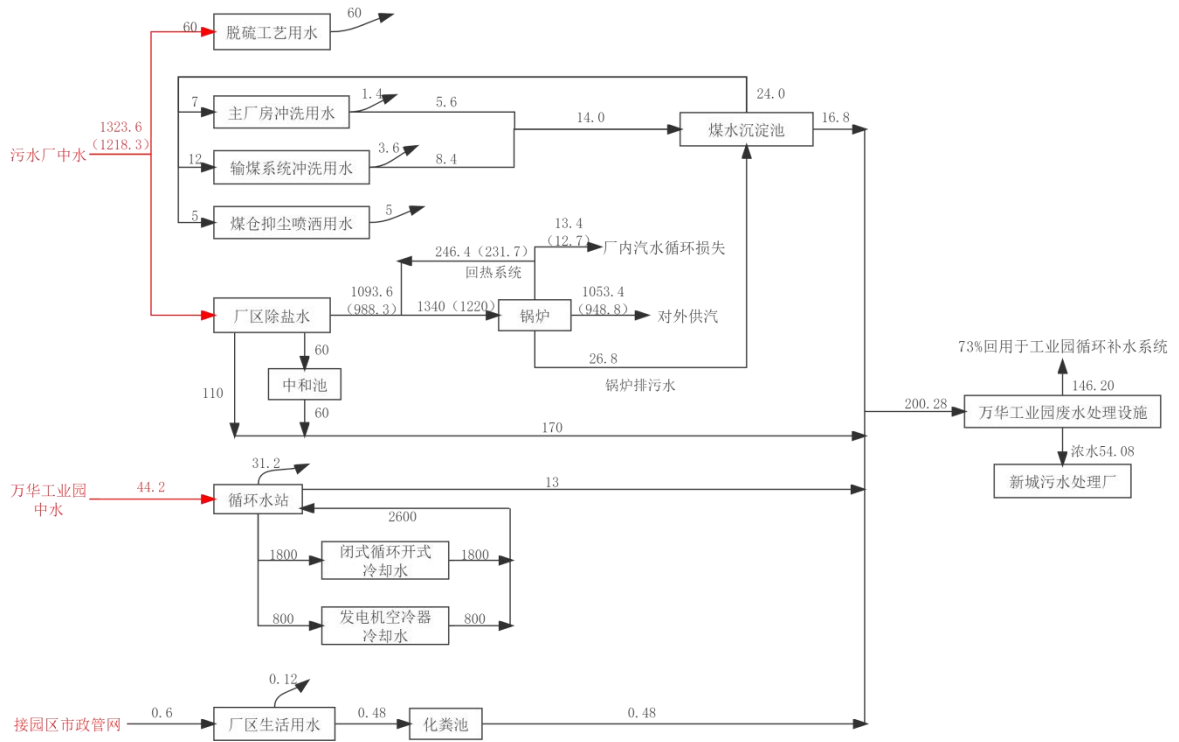 60
60
脱硫工艺用水
24.0
7
1.4
5.6
主厂房冲洗用水
14.0
16.8
煤水沉淀池
1323.6
(1218.3)
污水厂中水
12
3.6
8.4
输煤系统冲洗用水
5
5
煤仓抑尘喷洒用水
13.4
(12.7)
厂内汽水循环损失
246.4（231.7）
回热系统
1093.6
(988.3)
1340（1220）
1053.4
(948.8)
厂区除盐水
锅炉
对外供汽
60
26.8
锅炉排污水
73%回用于工业园循环补水系统
146.20
中和池
110
60
200.28
万华工业园废水处理设施
170
浓水54.08
新城污水处理厂
31.2
万华工业园
中水
44.2
循环水站
13
2600
1800
闭式循环开式
冷却水
1800
800
发电机空冷器
冷却水
800
0.12
接园区市政管网
0.6
厂区生活用水
0.48
化粪池
0.48